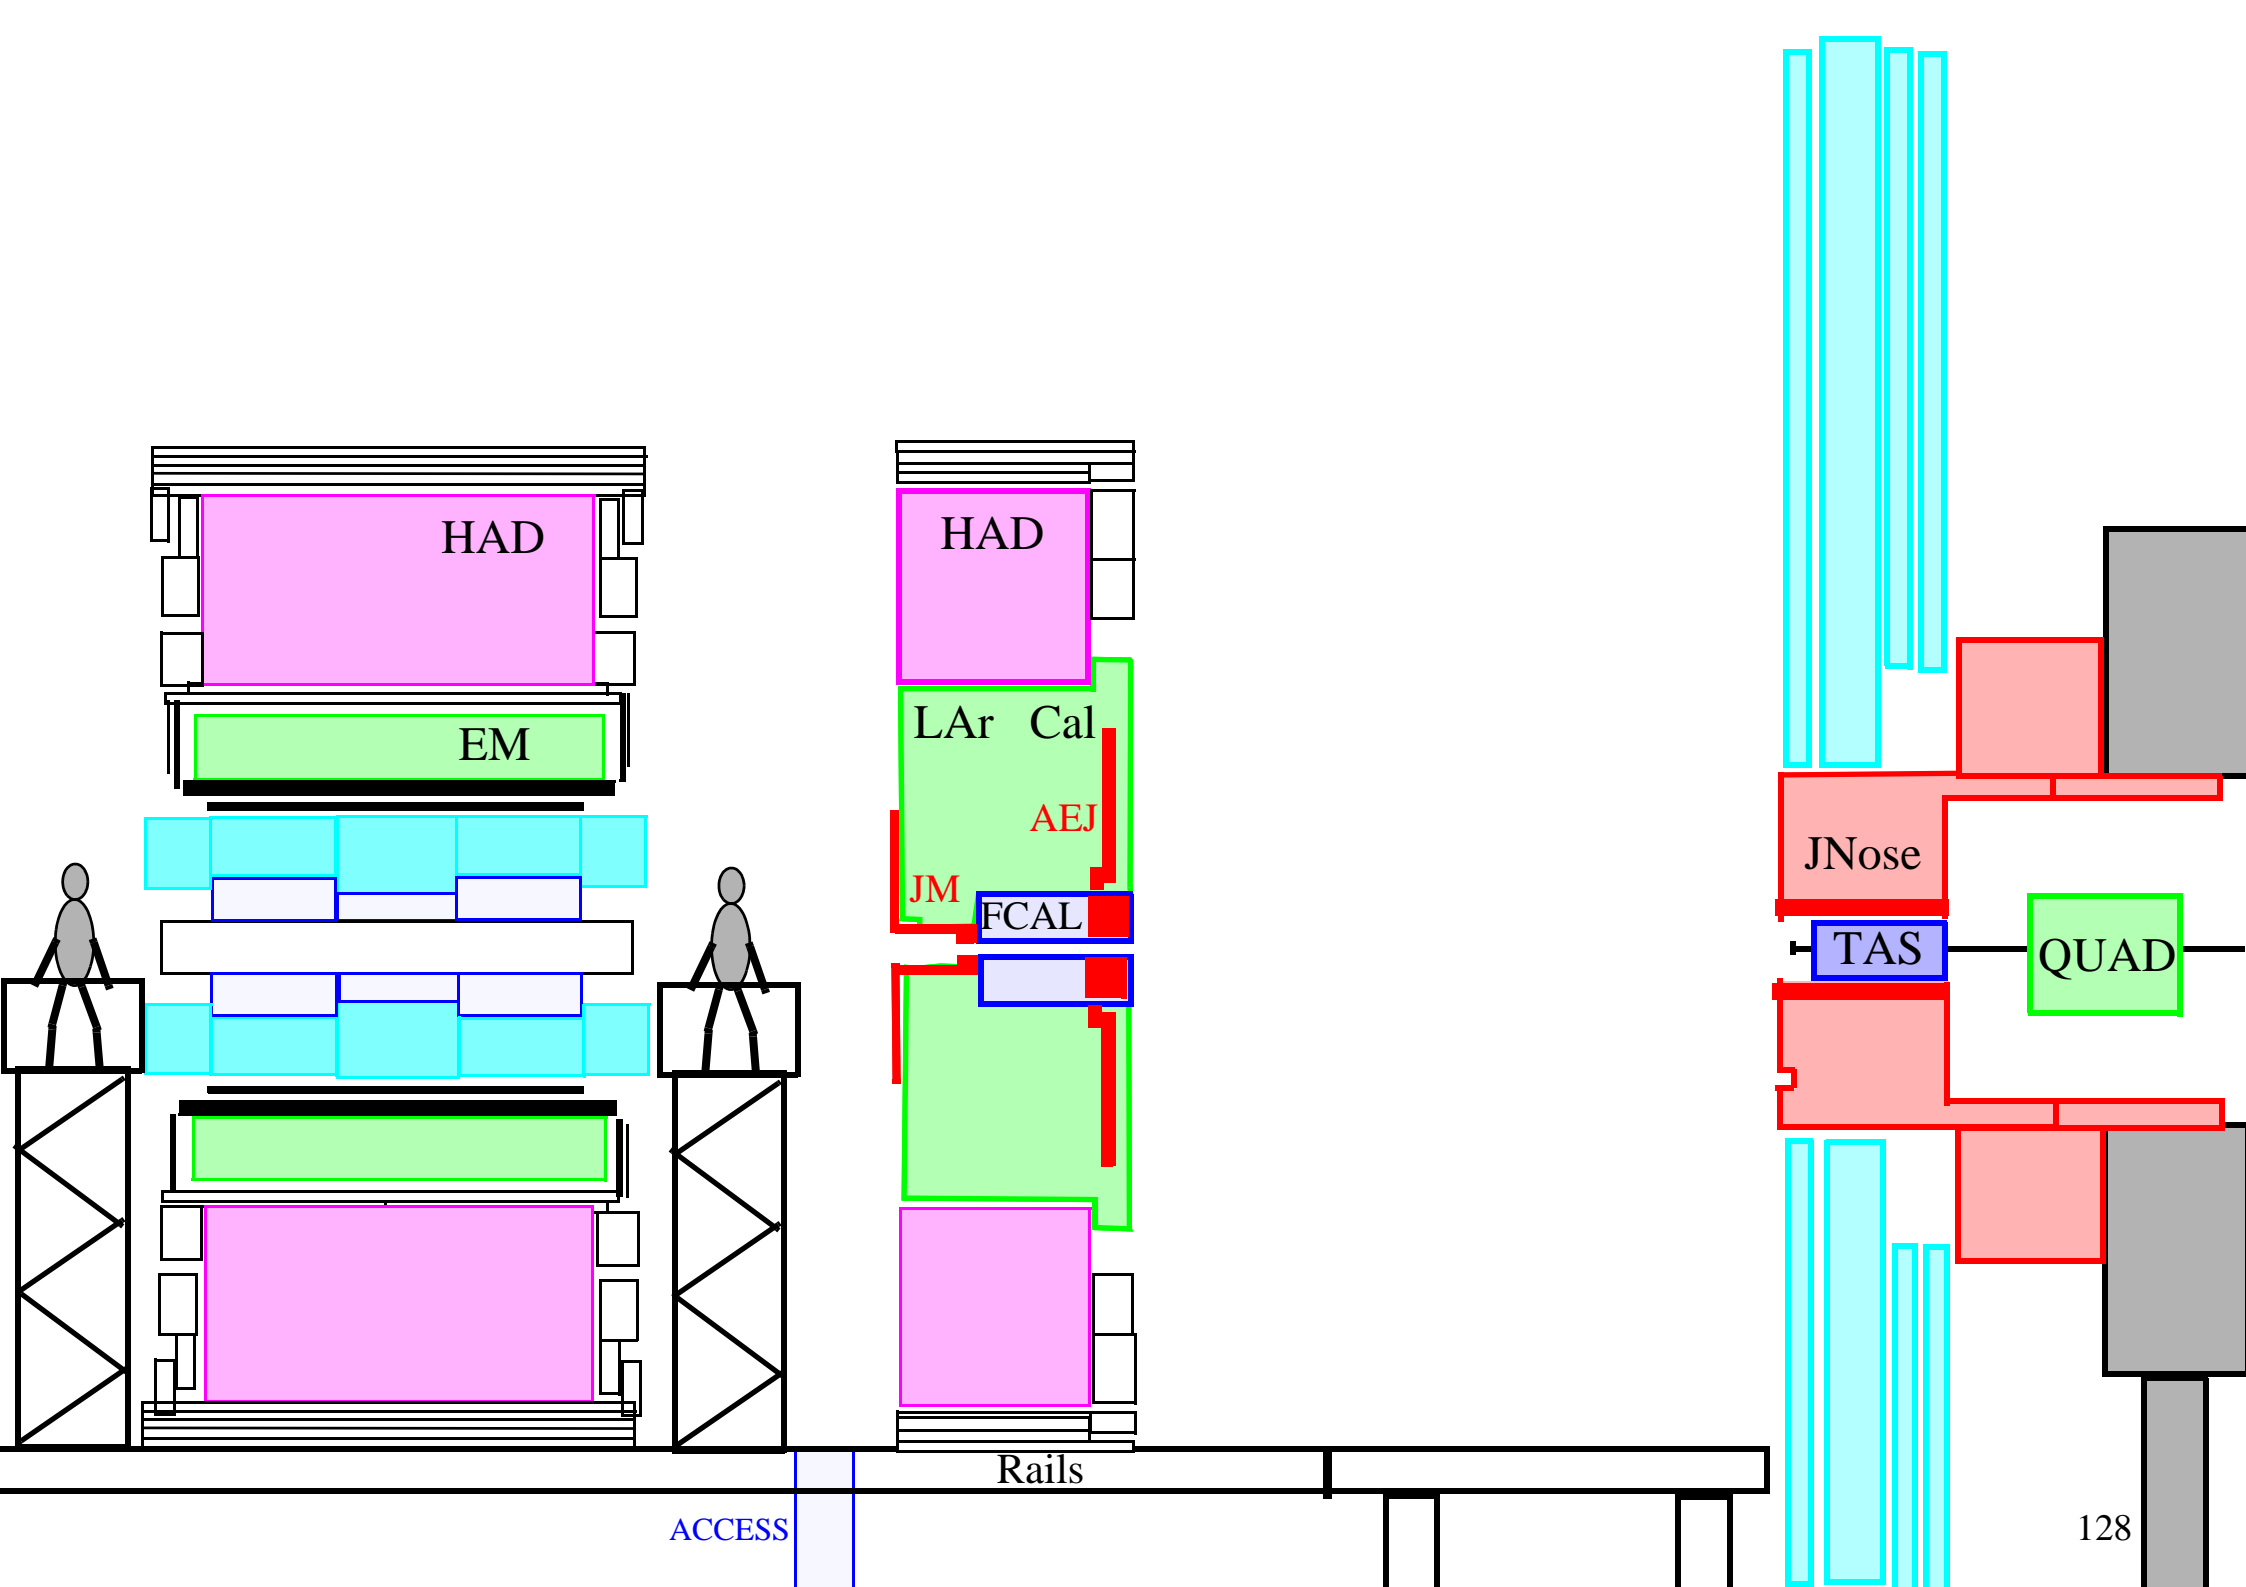 HAD
HAD
EM
LAr Cal
AEJ
JM
FCAL
JNose
TAS
QUAD
Rails
ACCESS
128